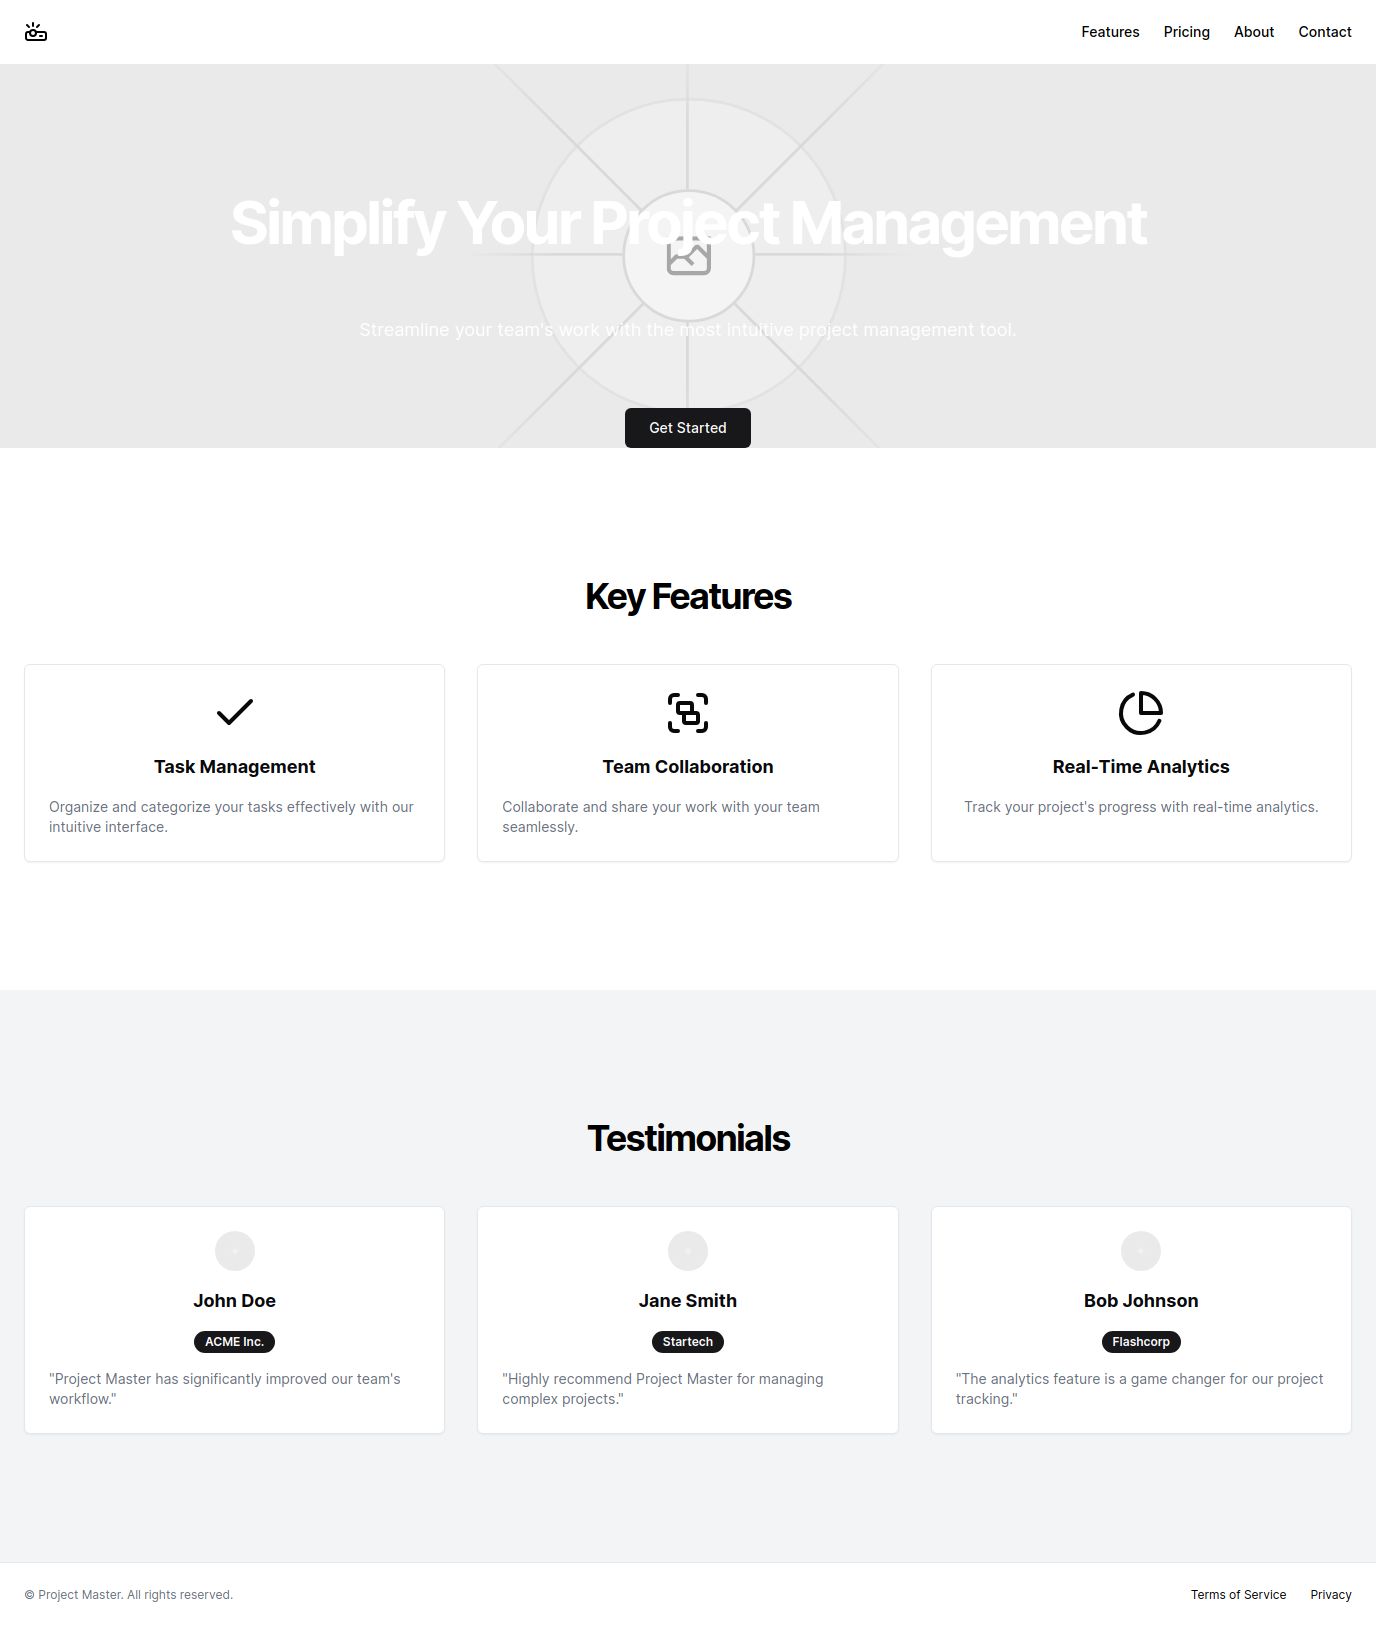 Features Pricing About Contact
Simplify Your Project Management
Streamline your team's work with the most intuitive project management tool.
Get Started
Key Features
Task Management
Organize and categorize your tasks effectively with our
intuitive interface.
Team Collaboration
Collaborate and share your work with your team
seamlessly.
Real-Time Analytics
Track your project's progress with real-time analytics.
Testimonials
John Doe
ACME Inc.
"Project Master has significantly improved our team's
workflow."
Jane Smith
Startech
"Highly recommend Project Master for managing
complex projects."
Bob Johnson
Flashcorp
"The analytics feature is a game changer for our project
tracking."
© Project Master. All rights reserved.
Terms of Service Privacy